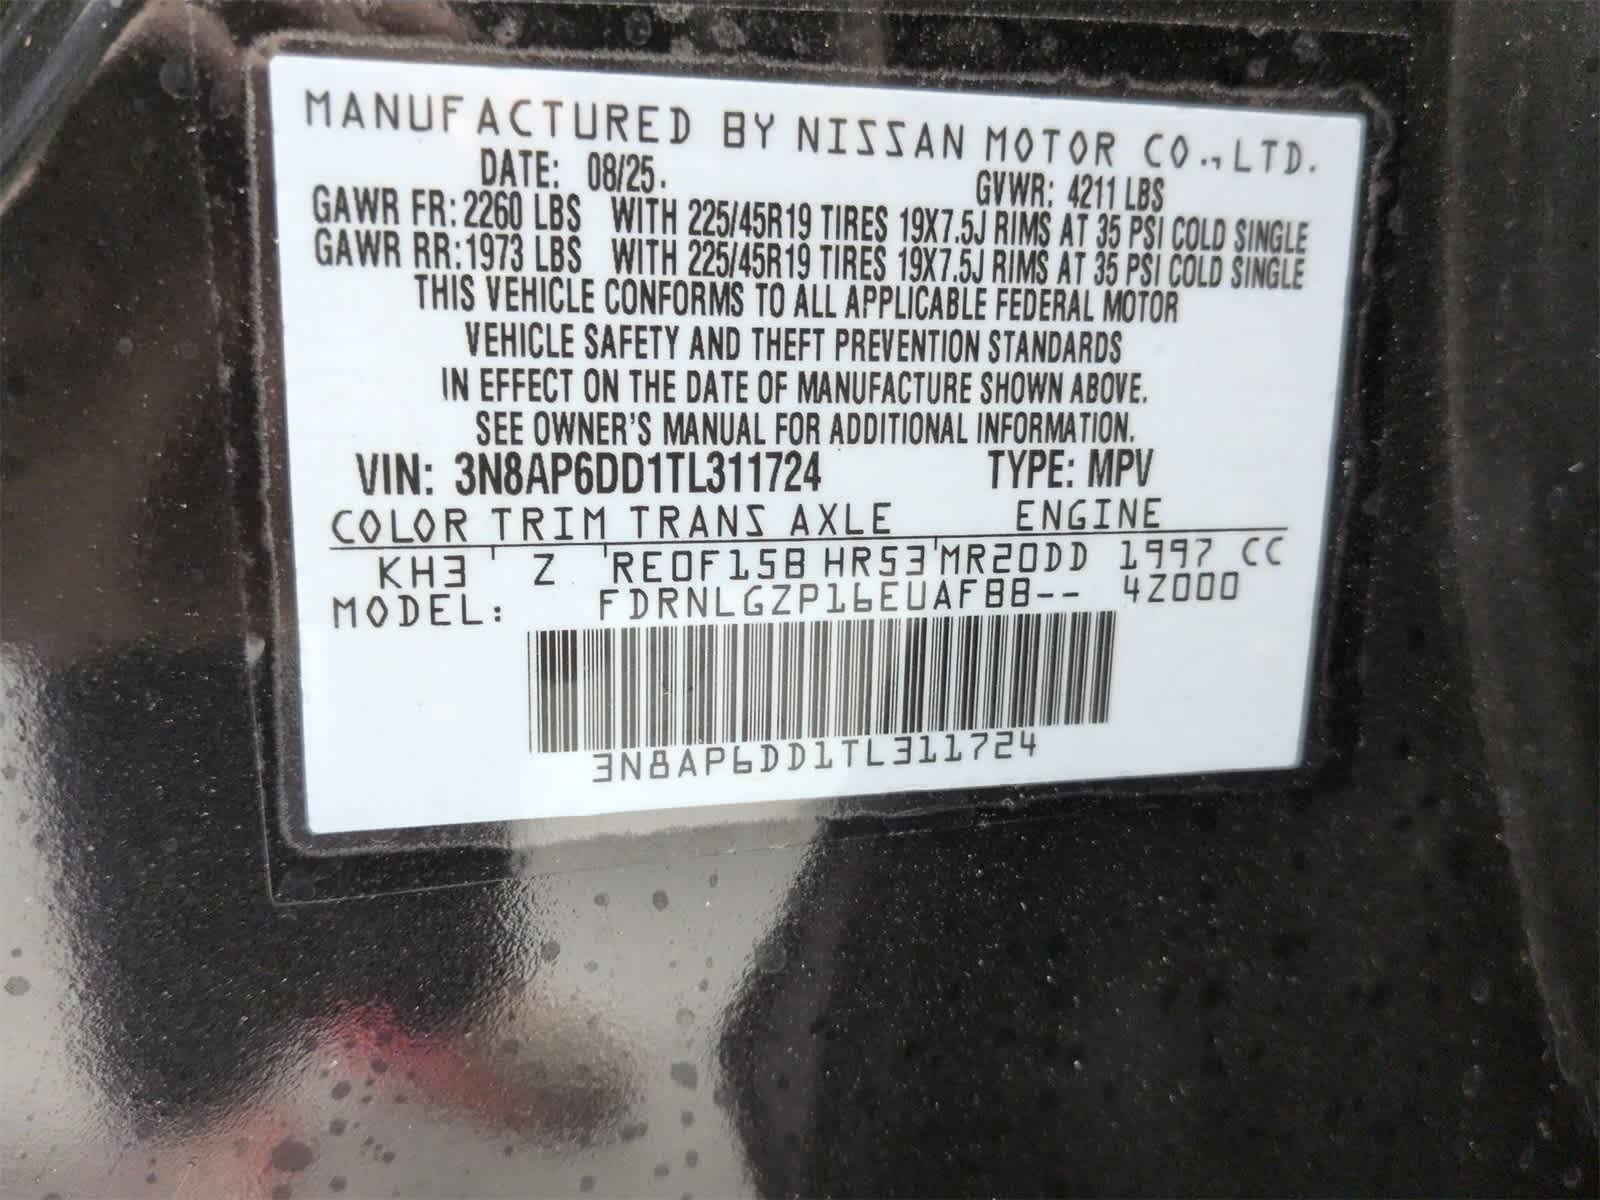 MANUFACTURED BY NISSAN MOTOR CO.,LTD.
DATE: 08/25. GVWR: 4211 LBS
GAWR FR: 2260 LBS WITH 225/45R19 TIRES 19X7.5J RIMS AT 35 PSI COLD SINGLE
GAWR RR: 1973 LBS WITH 225/45R19 TIRES 19X7.5J RIMS AT 35 PSI COLD SINGLE
THIS VEHICLE CONFORMS TO ALL APPLICABLE FEDERAL MOTOR
VEHICLE SAFETY AND THEFT PREVENTION STANDARDS
IN EFFECT ON THE DATE OF MANUFACTURE SHOWN ABOVE.
SEE OWNER'S MANUAL FOR ADDITIONAL INFORMATION.
VIN: 3N8AP6DD1TL311724 TYPE: MPV
COLOR TRIM TRANS AXLE ENGINE
KH3 Z RE0F15B HR53 MR20DD 1997 CC
MODEL: FDRNLGZP16EUAFBB-- 4Z000
3N8AP6DD1TL311724